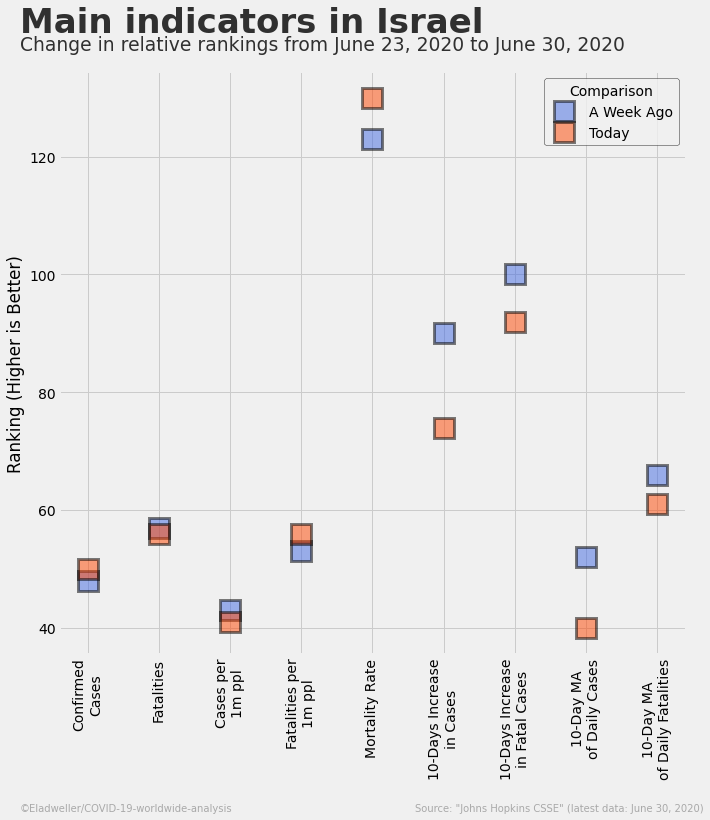 Main indicators in Israel
Change in relative rankings from June 23, 2020 to June 30, 2020
Comparison
A Week Ago
Today
Ranking (Higher is Better)
120
100
80
60
40
Confirmed
Cases
Fatalities
Cases per
1m ppl
Fatalities per
1m ppl
Mortality Rate
10-Days Increase
in Cases
10-Days Increase
in Fatal Cases
10-Day MA
of Daily Cases
10-Day MA
of Daily Fatalities
©Eladweller/COVID-19-worldwide-analysis
Source: "Johns Hopkins CSSE" (latest data: June 30, 2020)